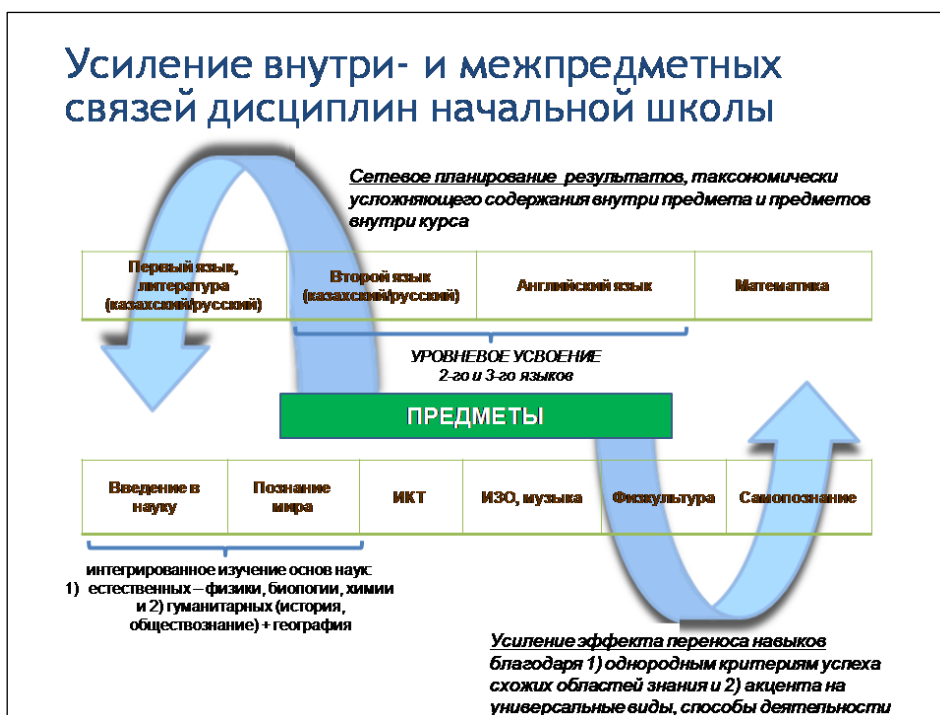 Усиление внутри- и межпредметных
связей дисциплин начальной школы
Сетевое планирование результатов, таксономически
усложняющего содержания внутри предмета и предметов
внутри курса
Первый язык,
литература
(казахский/русский)
Второй язык
(казахский/русский)
Английский язык
Математика
УРОВНЕВОЕ УСВОЕНИЕ
2-го и 3-го языков
ПРЕДМЕТЫ
Введение в
науку
Познание
мира
ИКТ
ИЗО, музыка
Физкультура
Самопознание
интегрированное изучение основ наук:
1) естественных – физики, биологии, химии
и 2) гуманитарных (история,
обществознание) + география
Усиление эффекта переноса навыков
благодаря 1) однородным критериям успеха
схожих областей знания и 2) акцента на
универсальные виды, способы деятельности